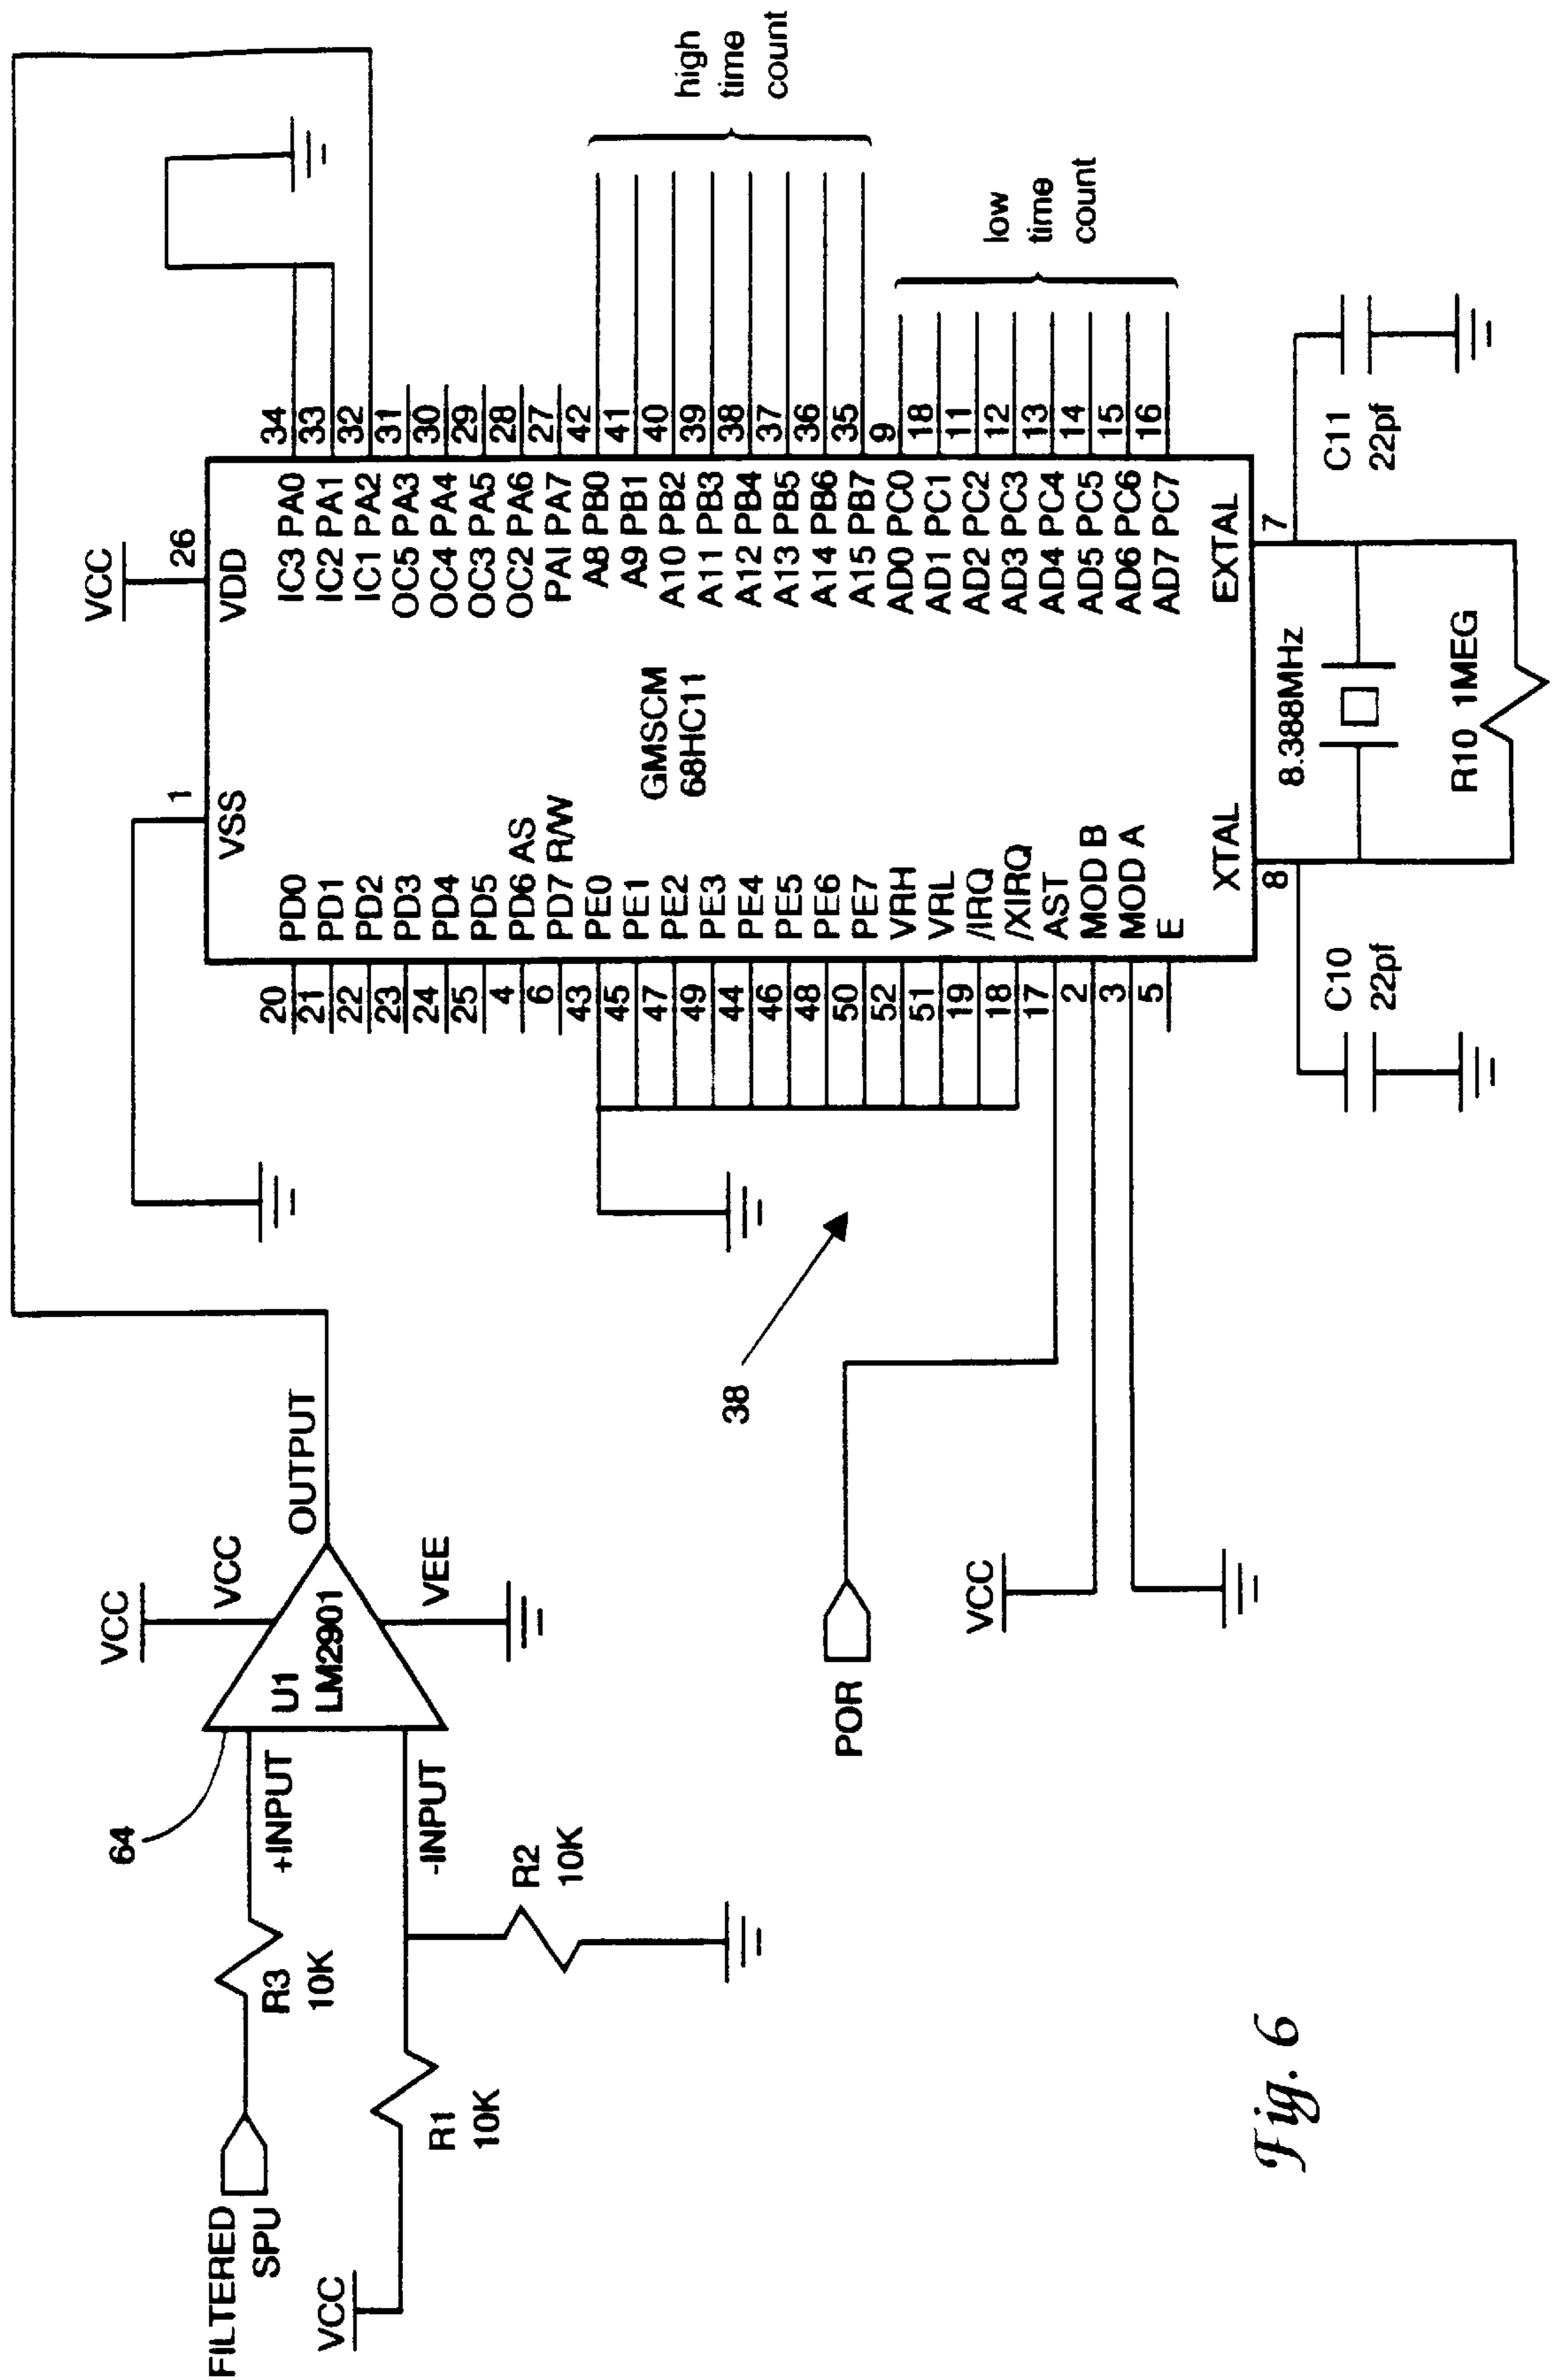 FILTERED
SPU
R3
10K
64
+INPUT
VCC
R1
10K
-INPUT
R2
10K
VCC
VCC
U1
LM2901
VEE
OUTPUT
38
POR
VCC
VSS
1
VCC
26
VDD
GMSCM
68HC11
20 PD0
21 PD1
22 PD2
23 PD3
24 PD4
25 PD5
4 PD6 AS
6 PD7 R/W
43 PE0
45 PE1
47 PE2
49 PE3
44 PE4
46 PE5
48 PE6
50 PE7
52 VRH
51 VRL
19 /IRQ
18 /XIRQ
17 AST
2 MOD B
3 MOD A
5 E
IC3 PA0 34
IC2 PA1 33
IC1 PA2 32
OC5 PA3 31
OC4 PA4 30
OC3 PA5 29
OC2 PA6 28
PAI PA7 27
A8 PB0 42
A9 PB1 41
A10 PB2 40
A11 PB3 39
A12 PB4 38
A13 PB5 37
A14 PB6 36
A15 PB7 35
AD0 PC0 9
AD1 PC1 18
AD2 PC2 11
AD3 PC3 12
AD4 PC4 13
AD5 PC5 14
AD6 PC6 15
AD7 PC7 16
high
time
count
low
time
count
XTAL
8
EXTAL
7
8.388MHz
R10 1MEG
C10
22pf
C11
22pf
Fig. 6